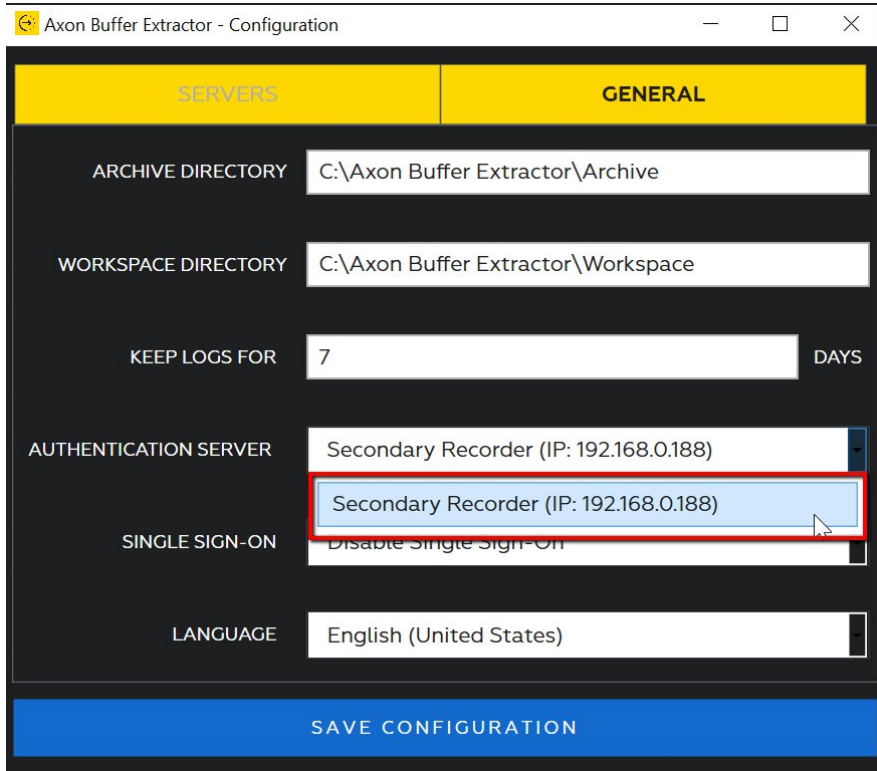 Axon Buffer Extractor - Configuration
SERVERS
GENERAL
ARCHIVE DIRECTORY C:\Axon Buffer Extractor\Archive
WORKSPACE DIRECTORY C:\Axon Buffer Extractor\Workspace
KEEP LOGS FOR 7 DAYS
AUTHENTICATION SERVER Secondary Recorder (IP: 192.168.0.188)
Secondary Recorder (IP: 192.168.0.188)
SINGLE SIGN-ON Disable Single Sign-On
LANGUAGE English (United States)
SAVE CONFIGURATION